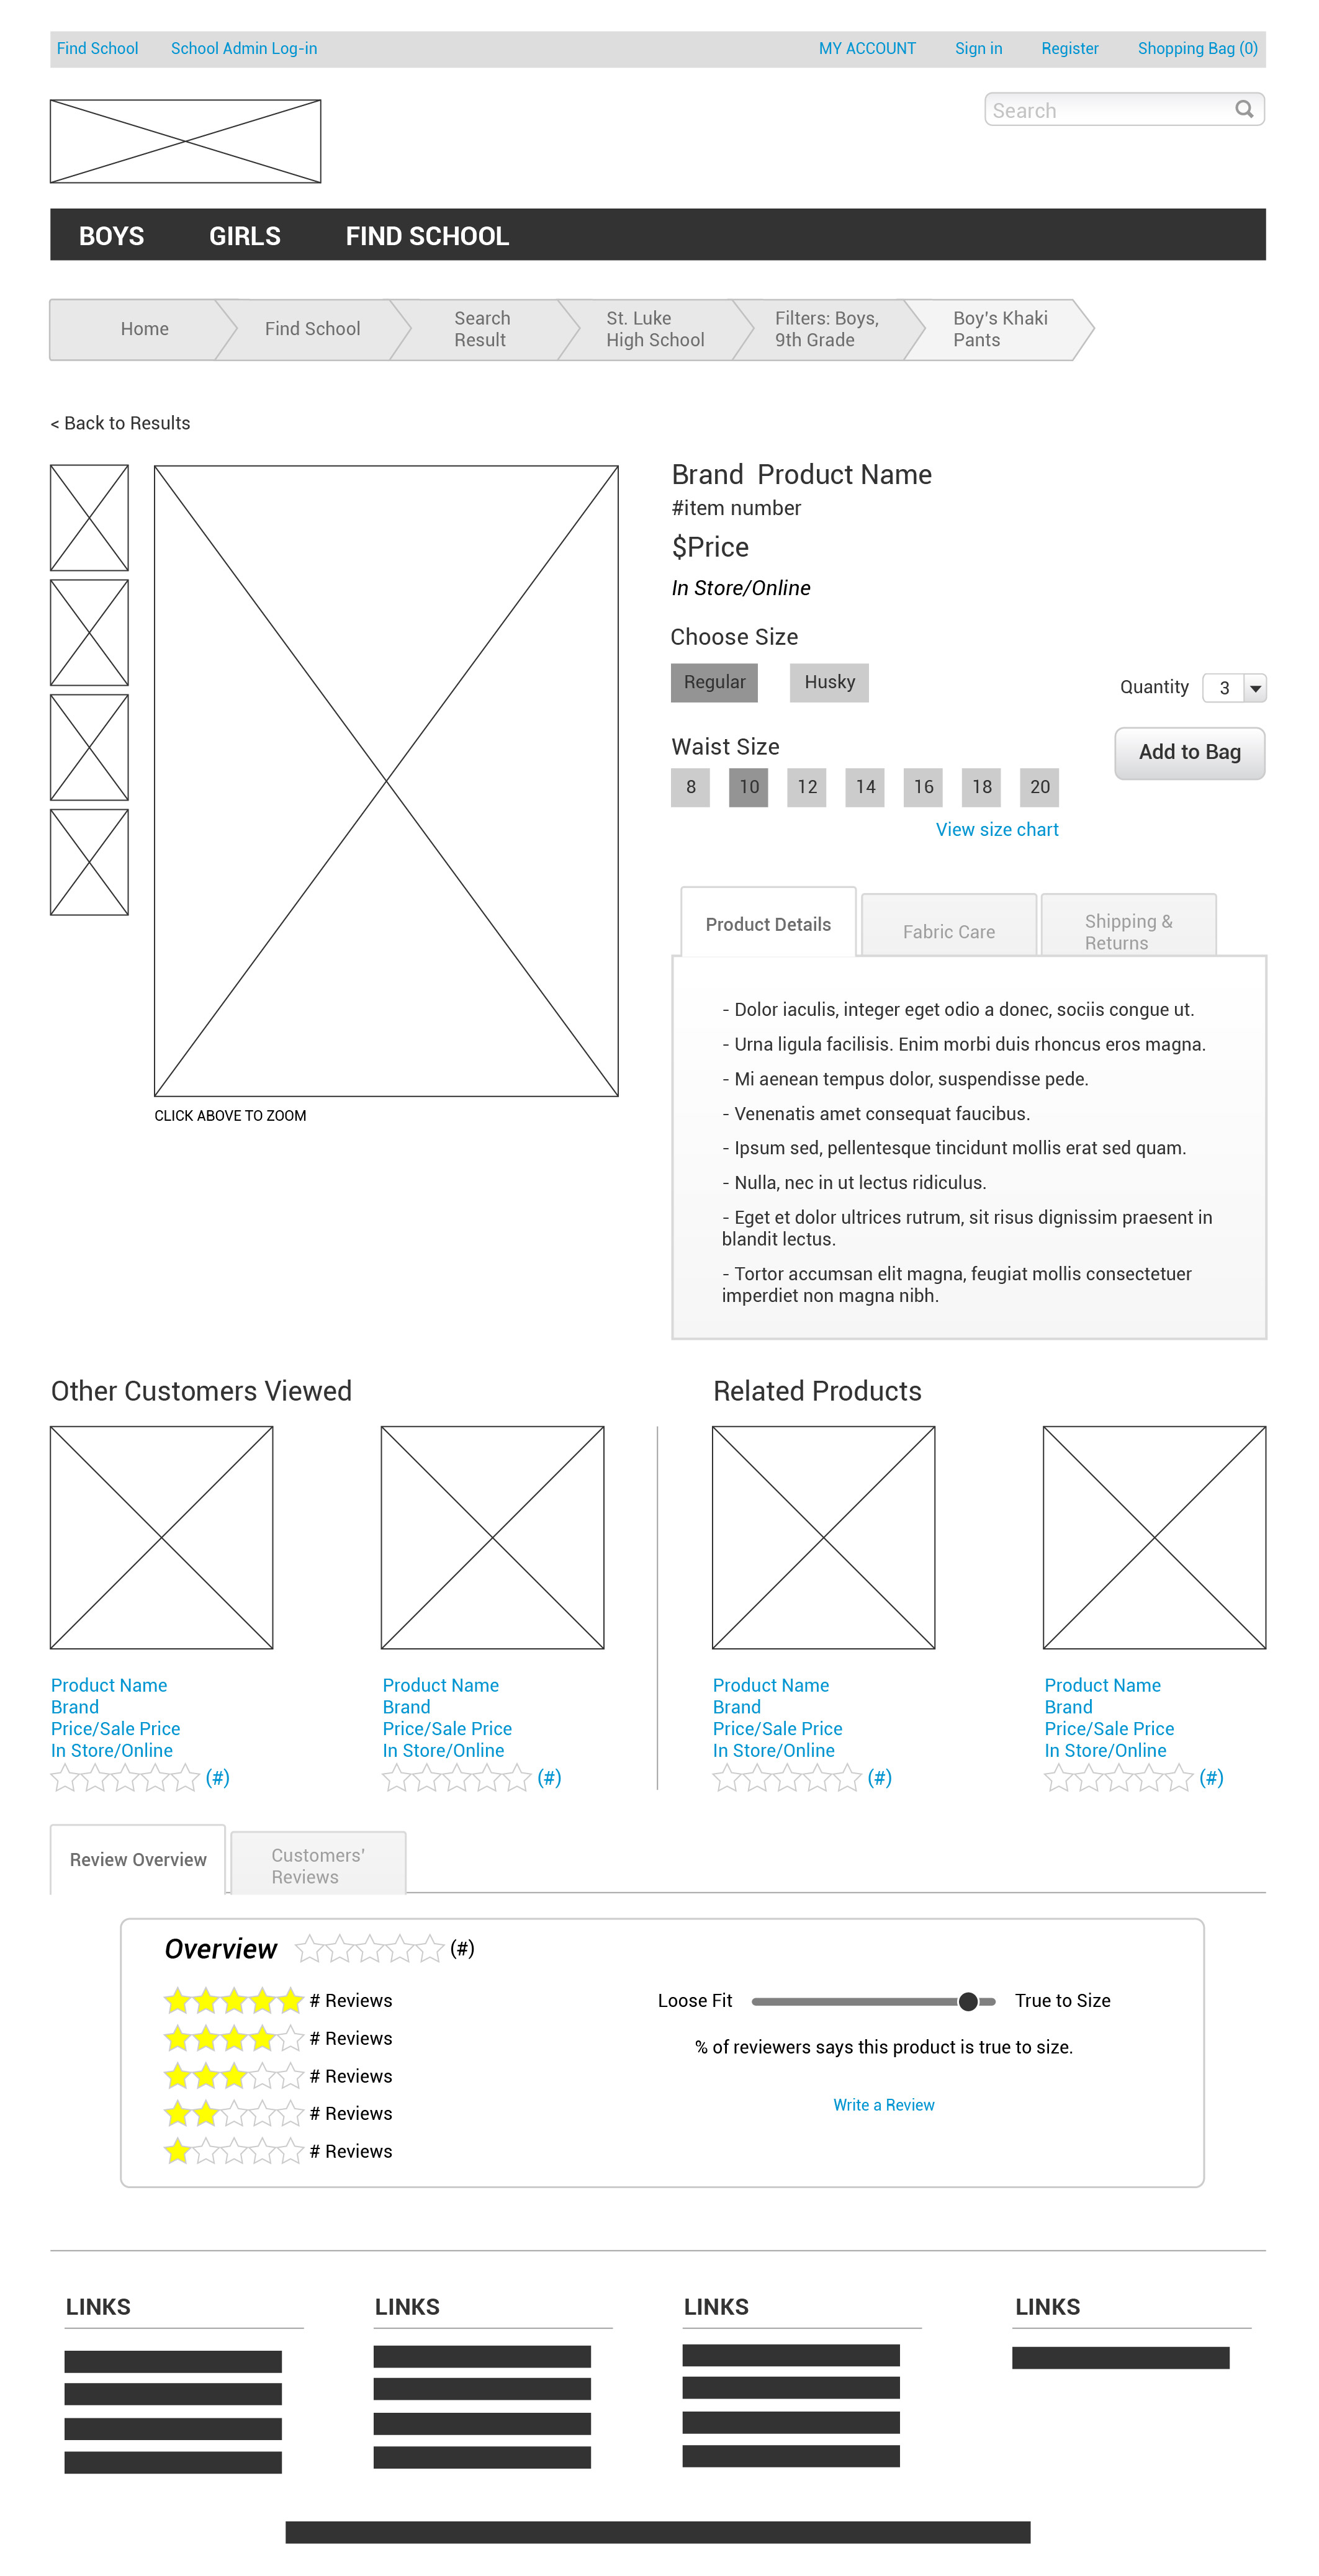 Find School School Admin Log-in MY ACCOUNT Sign in Register Shopping Bag (0)
Search
BOYS GIRLS FIND SCHOOL
Home
Find School
Search
Result
St. Luke
High School
Filters: Boys,
9th Grade
Boy's Khaki
Pants
< Back to Results
CLICK ABOVE TO ZOOM
Brand Product Name
#item number
$Price
In Store/Online
Choose Size
Regular Husky
Quantity 3
Waist Size
Add to Bag
8 10 12 14 16 18 20
View size chart
Product Details
Fabric Care
Shipping &
Returns
- Dolor iaculis, integer eget odio a donec, sociis congue ut.
- Urna ligula facilisis. Enim morbi duis rhoncus eros magna.
- Mi aenean tempus dolor, suspendisse pede.
- Venenatis amet consequat faucibus.
- Ipsum sed, pellentesque tincidunt mollis erat sed quam.
- Nulla, nec in ut lectus ridiculus.
- Eget et dolor ultrices rutrum, sit risus dignissim praesent in
blandit lectus.
- Tortor accumsan elit magna, feugiat mollis consectetuer
imperdiet non magna nibh.
Other Customers Viewed
Product Name
Brand
Price/Sale Price
In Store/Online
(#)
Product Name
Brand
Price/Sale Price
In Store/Online
(#)
Related Products
Product Name
Brand
Price/Sale Price
In Store/Online
(#)
Product Name
Brand
Price/Sale Price
In Store/Online
(#)
Review Overview
Customers'
Reviews
Overview (#)
# Reviews
# Reviews
# Reviews
# Reviews
# Reviews
Loose Fit True to Size
% of reviewers says this product is true to size.
Write a Review
LINKS LINKS LINKS LINKS